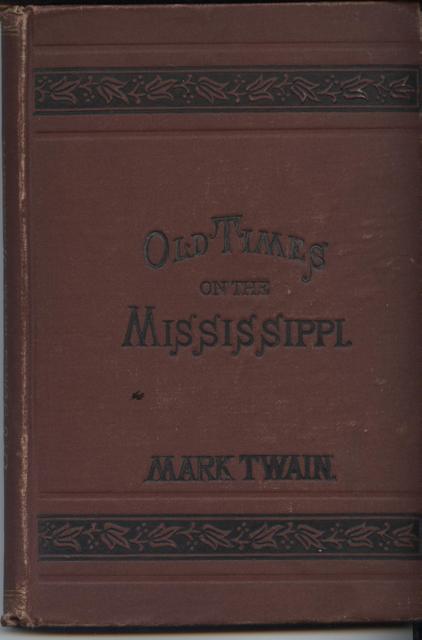 OLD TIMES
ON THE
MISSISSIPPI.
MARK TWAIN.